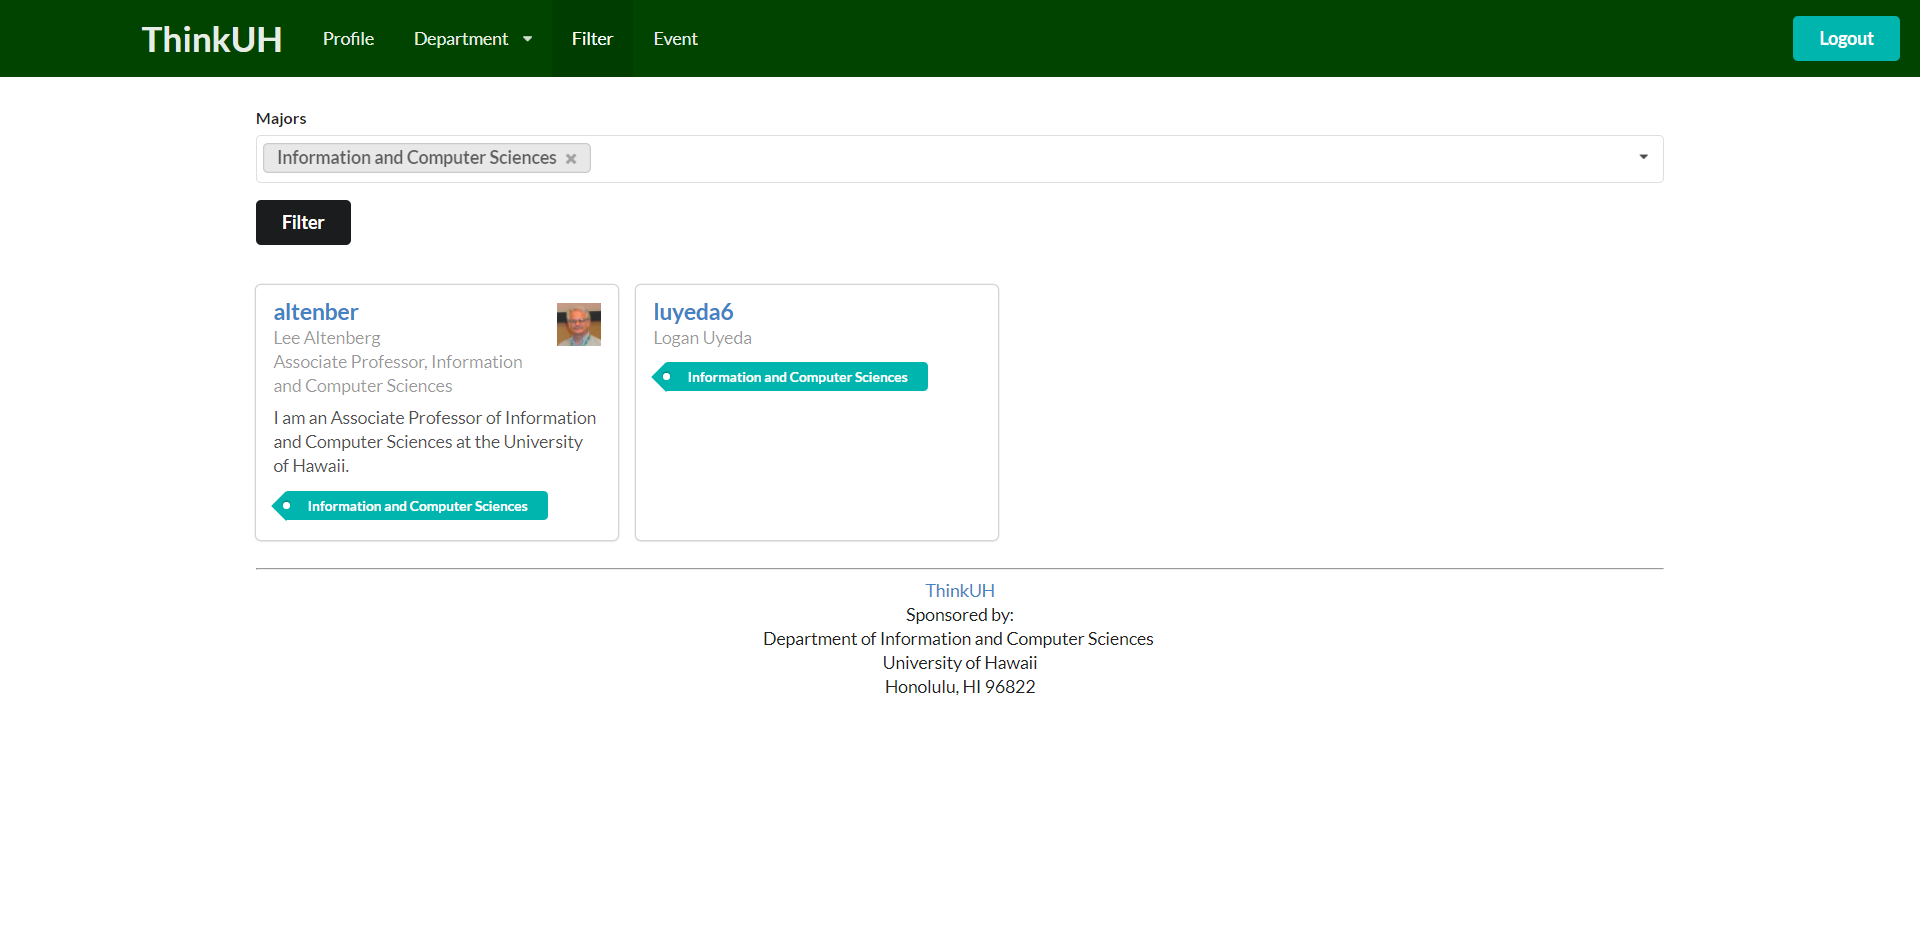 ThinkUH
Profile
Department
Filter
Event
Logout
Majors
Information and Computer Sciences
Filter
altenber
Lee Altenberg
Associate Professor, Information
and Computer Sciences
I am an Associate Professor of Information
and Computer Sciences at the University
of Hawaii.
Information and Computer Sciences
luyeda6
Logan Uyeda
Information and Computer Sciences
ThinkUH
Sponsored by:
Department of Information and Computer Sciences
University of Hawaii
Honolulu, HI 96822